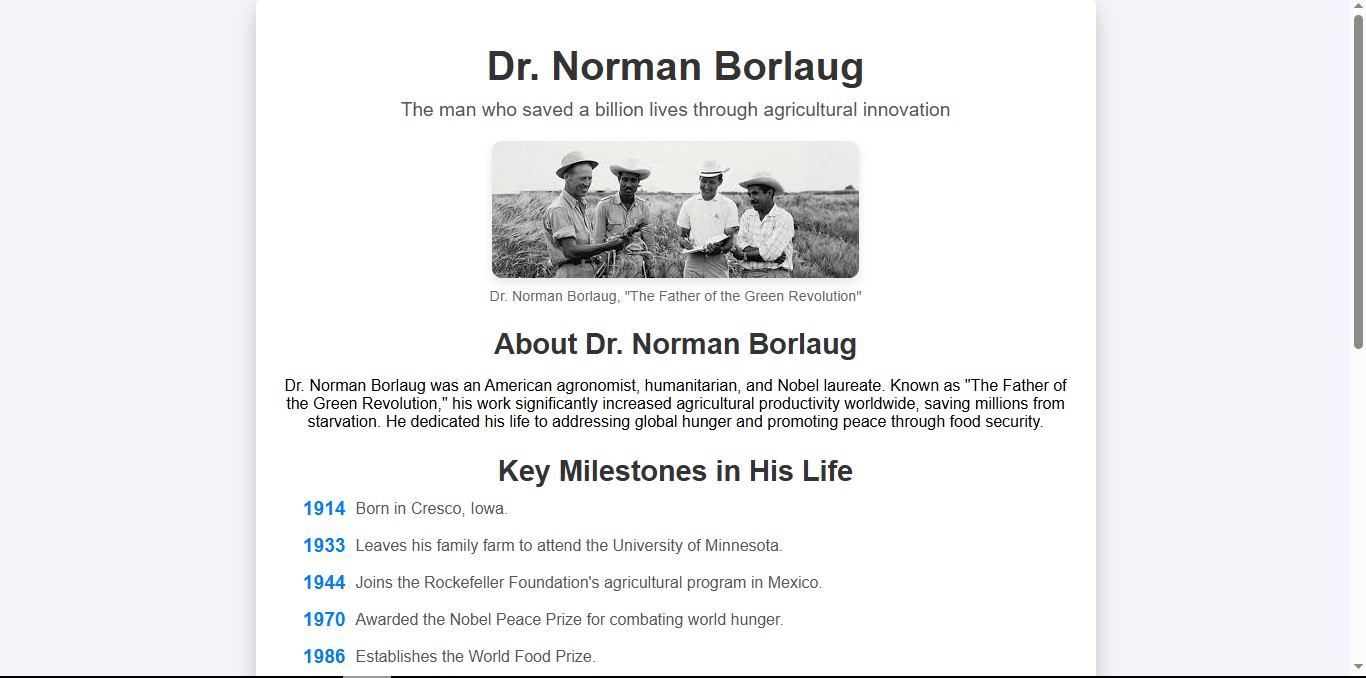 Dr. Norman Borlaug
The man who saved a billion lives through agricultural innovation
Dr. Norman Borlaug, "The Father of the Green Revolution"
About Dr. Norman Borlaug
Dr. Norman Borlaug was an American agronomist, humanitarian, and Nobel laureate. Known as "The Father of
the Green Revolution," his work significantly increased agricultural productivity worldwide, saving millions from
starvation. He dedicated his life to addressing global hunger and promoting peace through food security.
Key Milestones in His Life
1914 Born in Cresco, Iowa.
1933 Leaves his family farm to attend the University of Minnesota.
1944 Joins the Rockefeller Foundation's agricultural program in Mexico.
1970 Awarded the Nobel Peace Prize for combating world hunger.
1986 Establishes the World Food Prize.